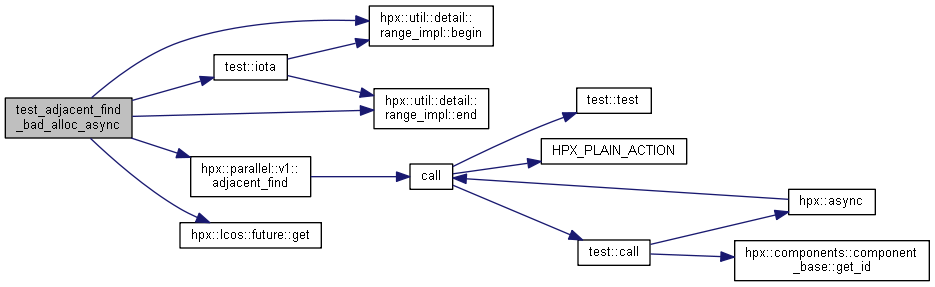 hpx::util::detail::
range_impl::begin
test::iota
test_adjacent_find
_bad_alloc_async
hpx::util::detail::
range_impl::end
test::test
HPX_PLAIN_ACTION
hpx::parallel::v1::
adjacent_find
call
hpx::async
hpx::lcos::future::get
test::call
hpx::components::component
_base::get_id